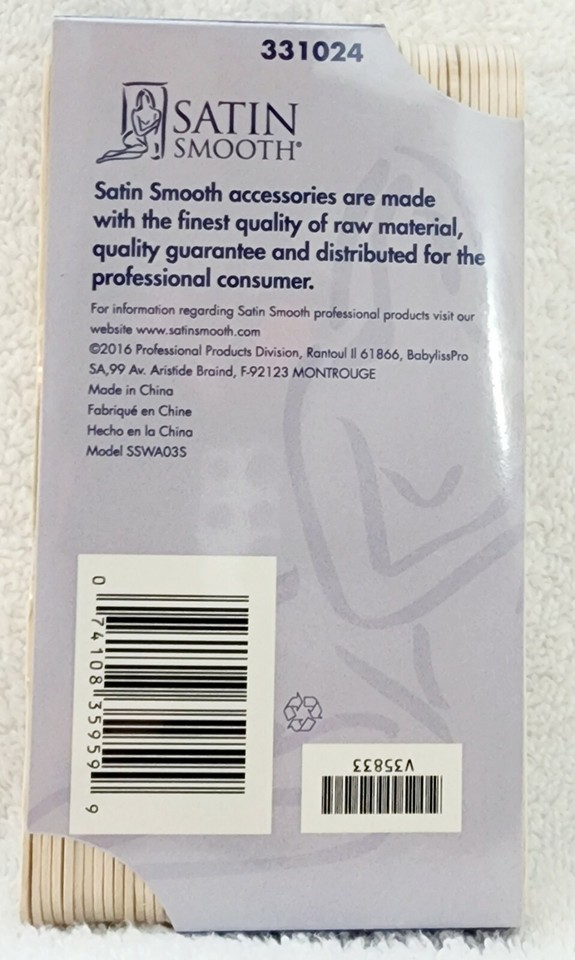 331024
SATIN
SMOOTH®
Satin Smooth accessories are made
with the finest quality of raw material,
quality guarantee and distributed for the
professional consumer.
For information regarding Satin Smooth professional products visit our
website www.satinsmooth.com
©2016 Professional Products Division, Rantoul Il 61866, BabylissPro
SA,99 Av. Aristide Braind, F-92123 MONTROUGE
Made in China
Fabriqué en Chine
Hecho en la China
Model SSWA03S
0 74108 35959 9
V35833